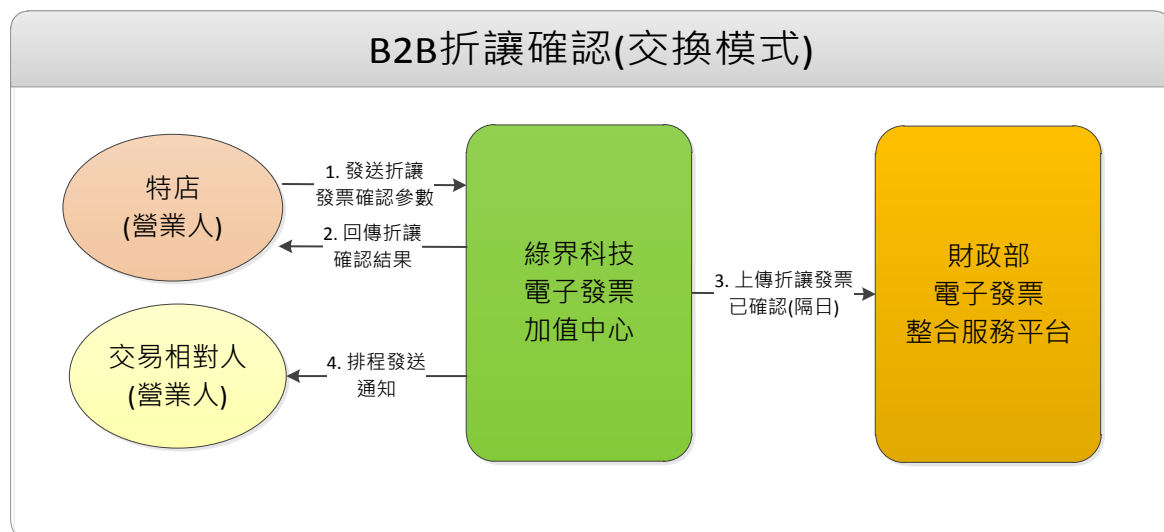 B2B折讓確認(交換模式)
特店
(營業人)
1. 發送折讓
發票確認參數
2. 回傳折讓
確認結果
綠界科技
電子發票
加值中心
3. 上傳折讓發票
已確認(隔日)
財政部
電子發票
整合服務平台
交易相對人
(營業人)
4. 排程發送
通知